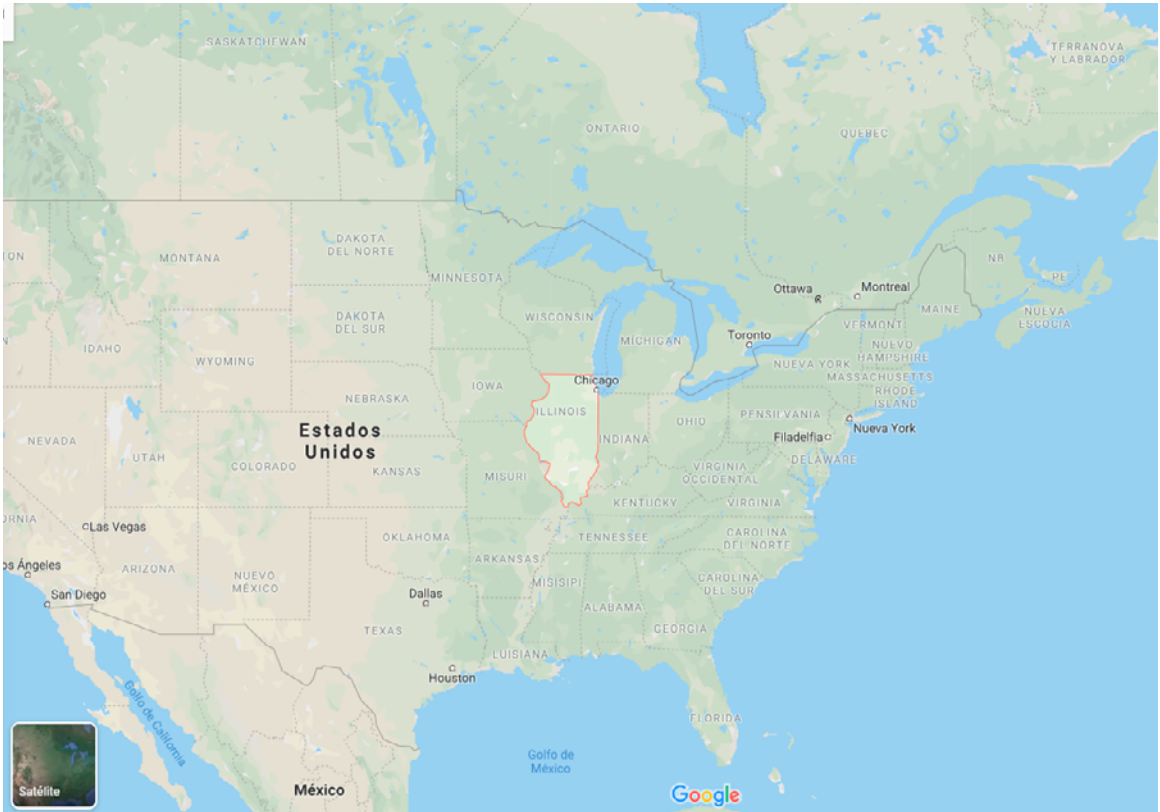 SASKATCHEWAN
TERRANOVA
Y LABRADOR
ONTARIO
QUEBEC
DAKOTA
DEL NORTE
MONTANA
MINNESOTA
NB
PE
Ottawa
Montreal
MAINE
NUEVA
ESCOCIA
DAKOTA
DEL SUR
WISCONSIN
MICHIGAN
Toronto
VERMONT
NUEVO
HAMPSHIRE
IDAHO
WYOMING
NUEVA YORK
MASSACHUSETTS
RHODE
ISLAND
IOWA
Chicago
NEBRASKA
ILLINOIS
OHIO
PENSILVANIA
Nueva York
Estados
Unidos
INDIANA
Filadelfia
NEVADA
UTAH
COLORADO
KANSAS
MISURI
VIRGINIA
OCCIDENTAL
DELAWARE
KENTUCKY
VIRGINIA
ORNIA
Las Vegas
OKLAHOMA
TENNESSEE
CAROLINA
DEL NORTE
os Ángeles
ARIZONA
NUEVO
MÉXICO
ARKANSAS
MISISIPI
CAROLINA
DEL SUR
San Diego
Dallas
ALABAMA
TEXAS
GEORGIA
LUISIANA
Houston
Golfo de California
FLORIDA
Golfo de
México
Satélite
México
Google